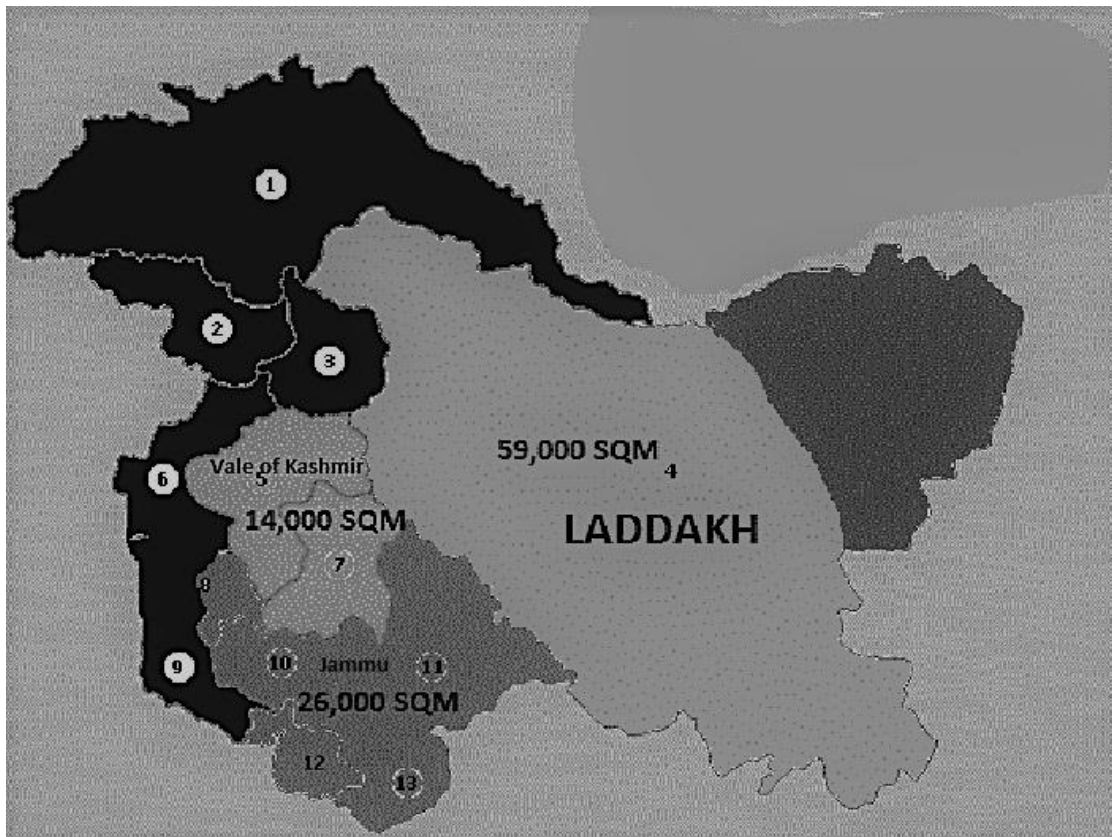 1
2
3
59,000 SQM
4
Vale of Kashmir
5
6
14,000 SQM
LADDAKH
7
8
9
10
Jammu
11
26,000 SQM
12
13